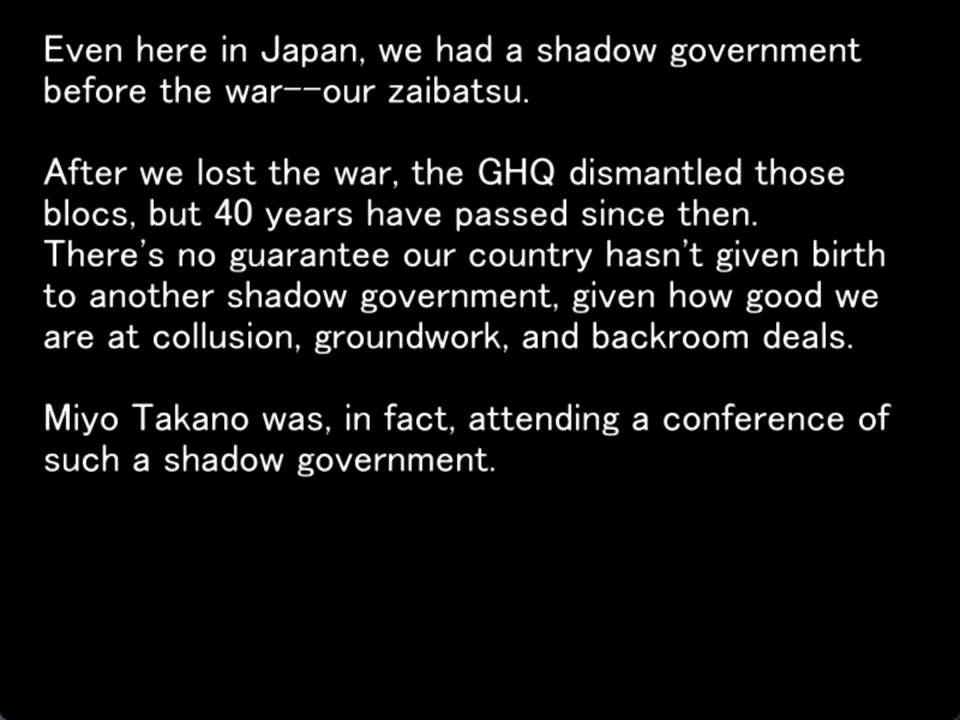 Even here in Japan, we had a shadow government
before the war--our zaibatsu.
After we lost the war, the GHQ dismantled those
blocs, but 40 years have passed since then.
There's no guarantee our country hasn't given birth
to another shadow government, given how good we
are at collusion, groundwork, and backroom deals.
Miyo Takano was, in fact, attending a conference of
such a shadow government.